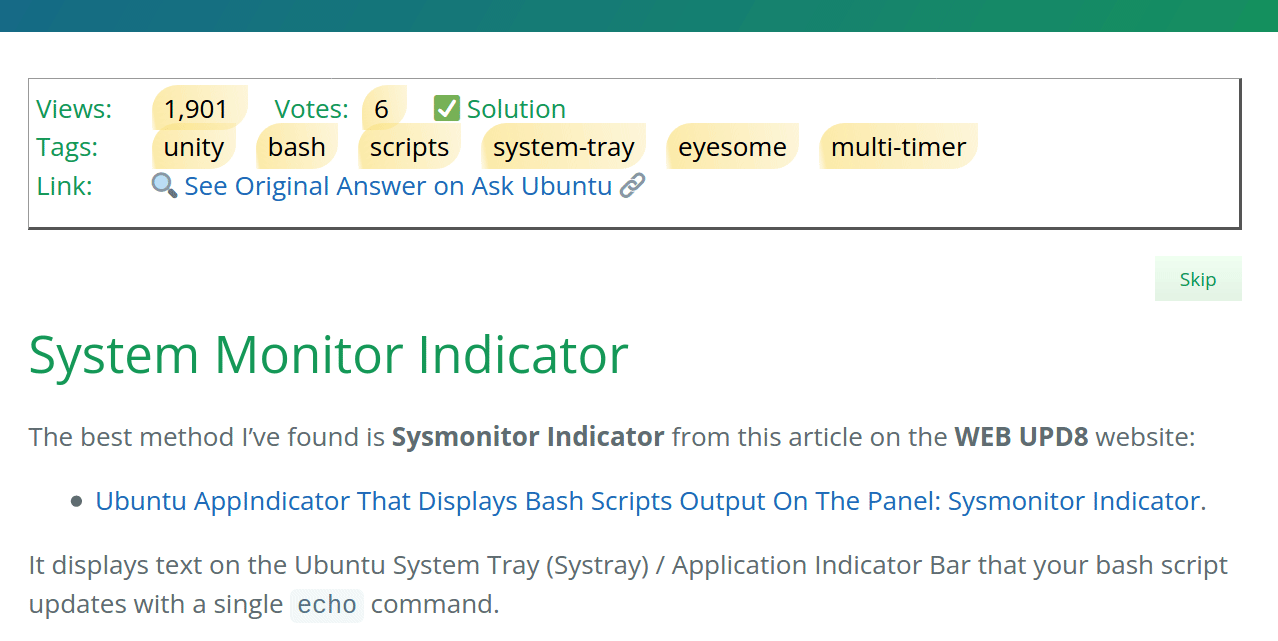 Views: 1,901 Votes: 6 ✅ Solution
Tags: unity bash scripts system-tray eyesome multi-timer
Link: 🔍 See Original Answer on Ask Ubuntu 🔗
Skip
System Monitor Indicator
The best method I’ve found is Sysmonitor Indicator from this article on the WEB UPD8 website:
● Ubuntu AppIndicator That Displays Bash Scripts Output On The Panel: Sysmonitor Indicator.
It displays text on the Ubuntu System Tray (Systray) / Application Indicator Bar that your bash script
updates with a single echo command.